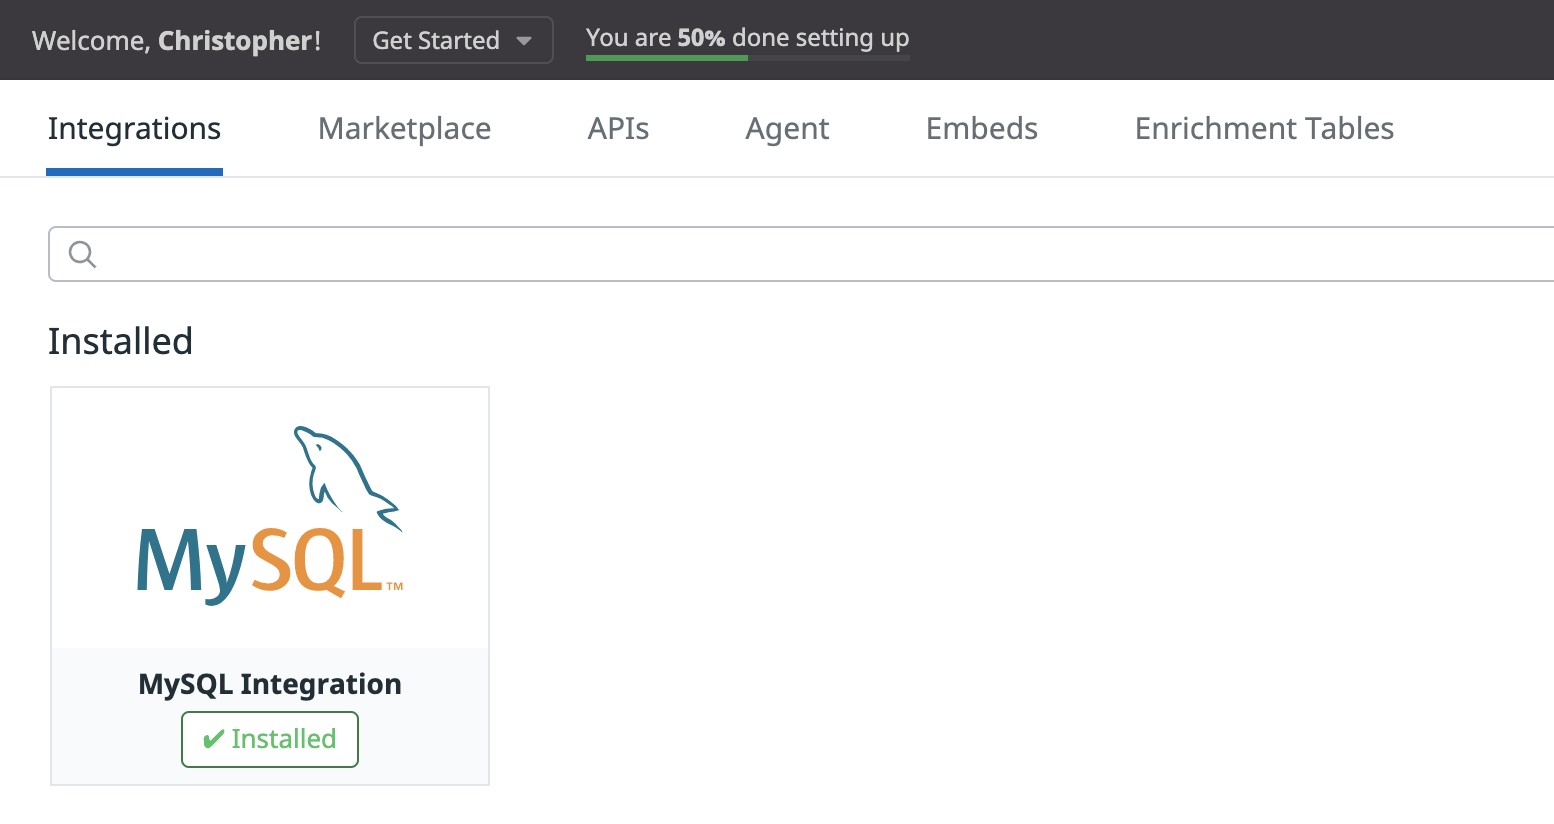 Welcome, Christopher!
Get Started
You are 50% done setting up
Integrations Marketplace APIs Agent Embeds Enrichment Tables
Installed
MySQL™
MySQL Integration
✔ Installed